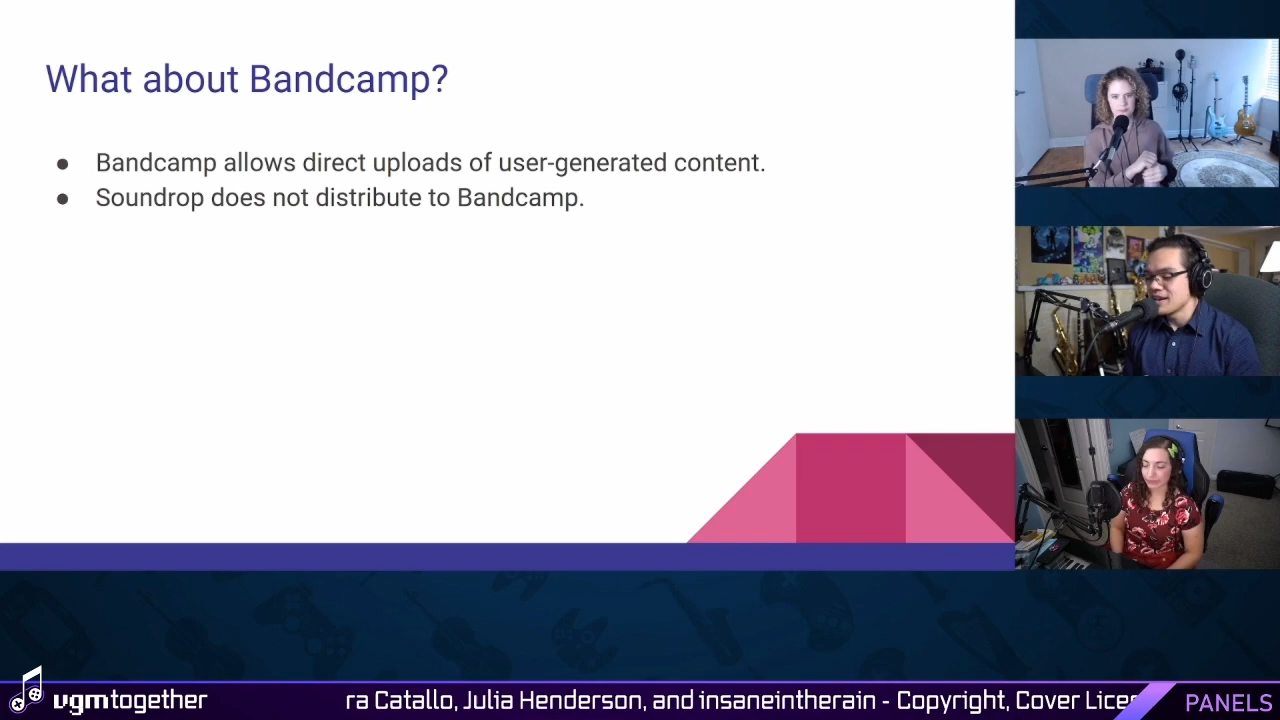 What about Bandcamp?
● Bandcamp allows direct uploads of user-generated content.
● Soundrop does not distribute to Bandcamp.
vgmtogether
ra Catallo, Julia Henderson, and insaneintherain - Copyright, Cover Lice
PANELS